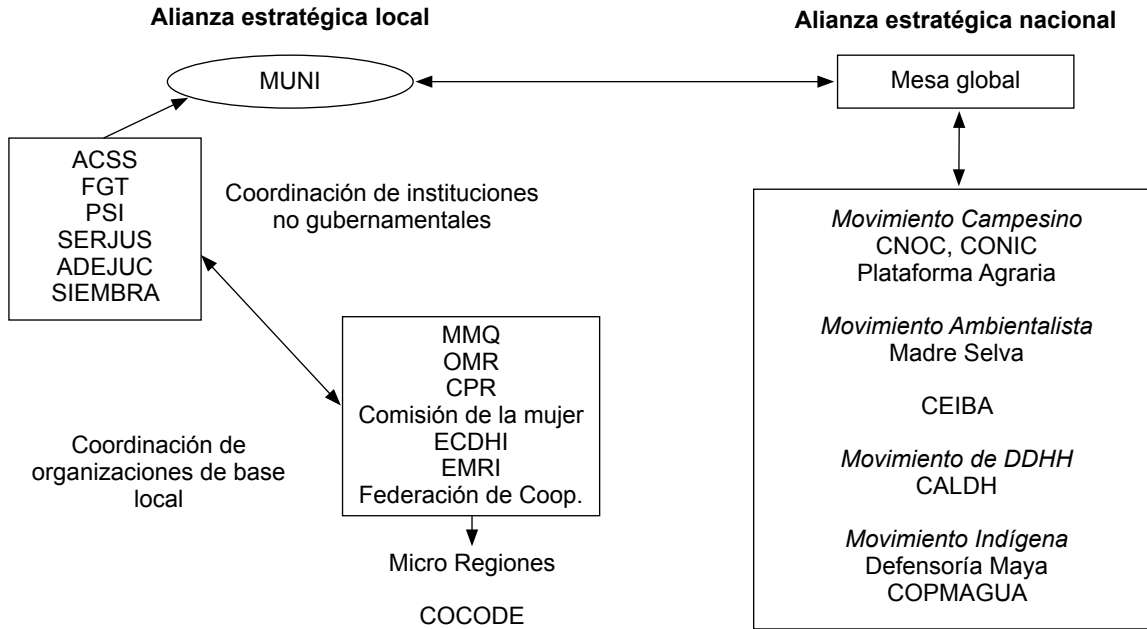 Alianza estratégica local
MUNI
ACSS
FGT
PSI
SERJUS
ADEJUC
SIEMBRA
Coordinación de instituciones
no gubernamentales
MMQ
OMR
CPR
Comisión de la mujer
ECDHI
EMRI
Federación de Coop.
Coordinación de
organizaciones de base
local
Micro Regiones
COCODE
Alianza estratégica nacional
Mesa global
Movimiento Campesino
CNOC, CONIC
Plataforma Agraria
Movimiento Ambientalista
Madre Selva
CEIBA
Movimiento de DDHH
CALDH
Movimiento Indígena
Defensoría Maya
COPMAGUA